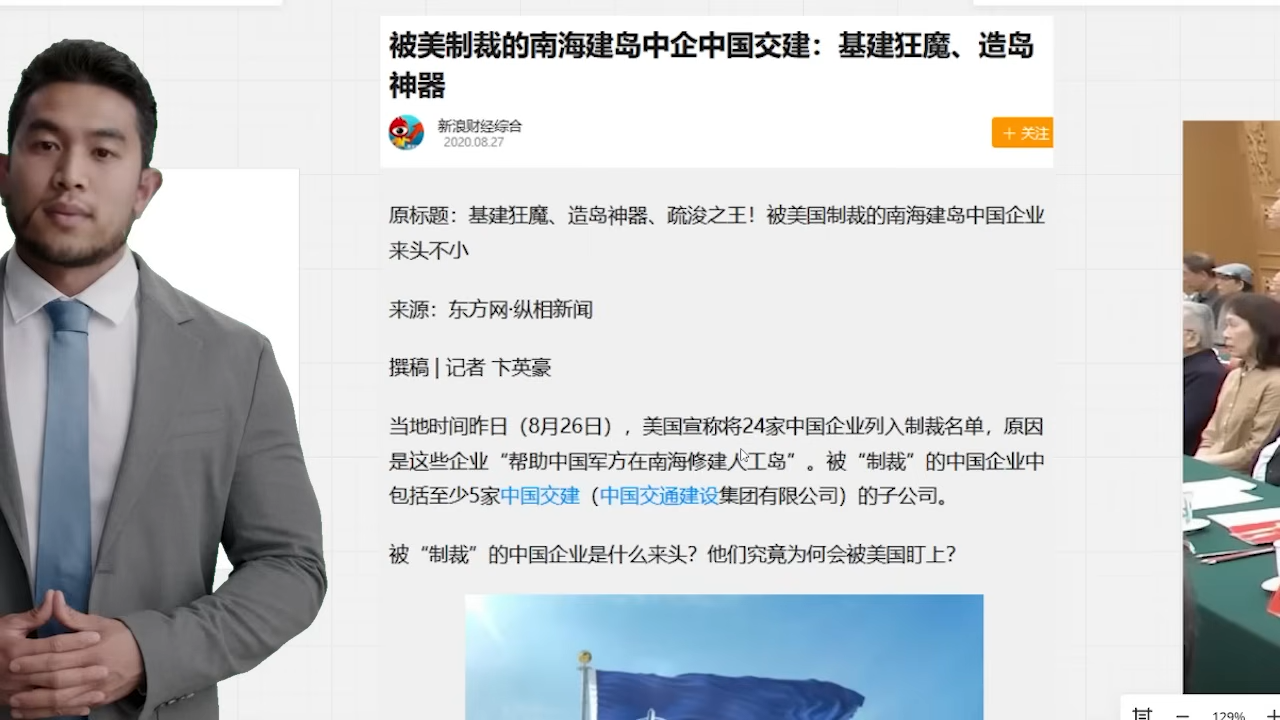 被美制裁的南海建岛中企中国交建：基建狂魔、造岛
神器
新浪财经综合
2020.08.27
+ 关注
原标题：基建狂魔、造岛神器、疏浚之王！被美国制裁的南海建岛中国企业
来头不小
来源：东方网·纵相新闻
撰稿 | 记者 卞英豪
当地时间昨日（8月26日），美国宣称将24家中国企业列入制裁名单，原因
是这些企业“帮助中国军方在南海修建人工岛”。被“制裁”的中国企业中
包括至少5家中国交建（中国交通建设集团有限公司）的子公司。
被“制裁”的中国企业是什么来头？他们究竟为何会被美国盯上？
129%